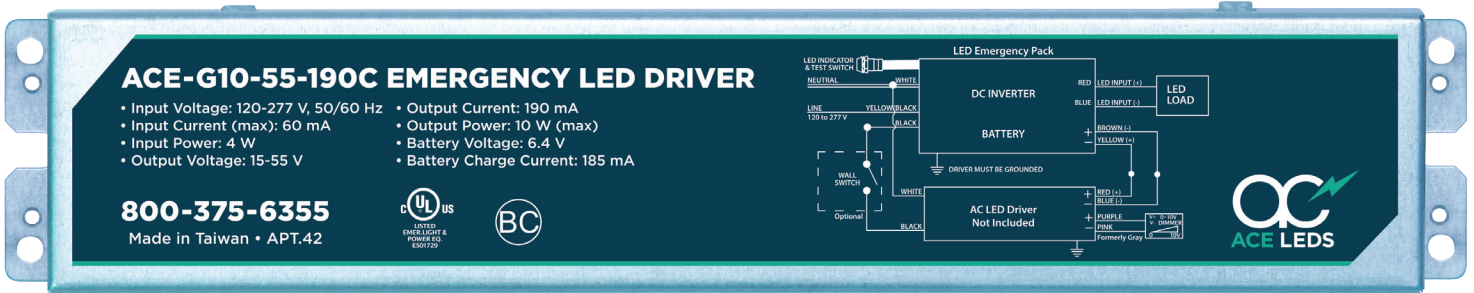 ACE-G10-55-190C EMERGENCY LED DRIVER
• Input Voltage: 120-277 V, 50/60 Hz
• Input Current (max): 60 mA
• Input Power: 4 W
• Output Voltage: 15-55 V
• Output Current: 190 mA
• Output Power: 10 W (max)
• Battery Voltage: 6.4 V
• Battery Charge Current: 185 mA
800-375-6355
Made in Taiwan • APT.42
c UL US
LISTED
EMER.LIGHT &
POWER EQ.
E501729
BC
LED Emergency Pack
LED INDICATOR
& TEST SWITCH
NEUTRAL
WHITE
LINE
120 to 277 V
YELLOW/BLACK
BLACK
DC INVERTER
BATTERY
RED
LED INPUT (+)
BLUE
LED INPUT (-)
LED
LOAD
+ BROWN (-)
− YELLOW (+)
DRIVER MUST BE GROUNDED
WALL
SWITCH
Optional
WHITE
BLACK
AC LED Driver
Not Included
+ RED (+)
− BLUE (-)
+ PURPLE
− PINK
Formerly Gray
V+ 0-10V
V- DIMMER
0 10V
ac
ACE LEDS